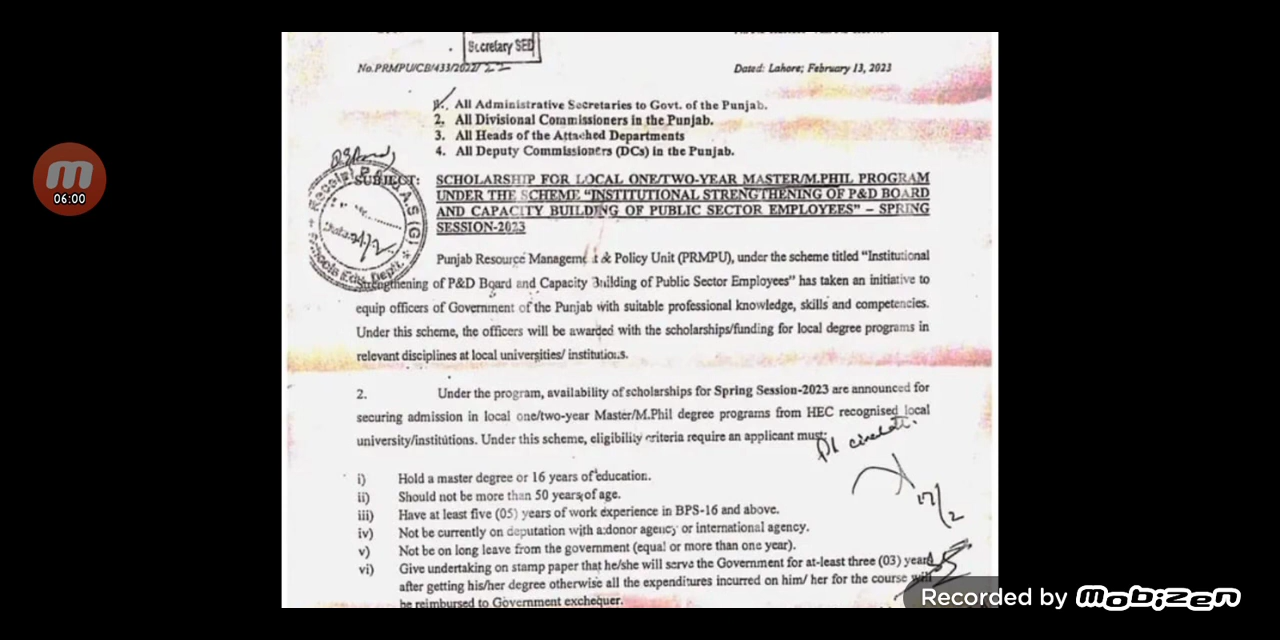 Secretary SED
No.PRMPU/CB/433/2022/22
Dated: Lahore; February 13, 2023
1. All Administrative Secretaries to Govt. of the Punjab.
2. All Divisional Commissioners in the Punjab.
3. All Heads of the Attached Departments
4. All Deputy Commissioners (DCs) in the Punjab.
SUBJECT: SCHOLARSHIP FOR LOCAL ONE/TWO-YEAR MASTER/M.PHIL PROGRAM
UNDER THE SCHEME "INSTITUTIONAL STRENGTHENING OF P&D BOARD
AND CAPACITY BUILDING OF PUBLIC SECTOR EMPLOYEES" – SPRING
SESSION-2023
Punjab Resource Management & Policy Unit (PRMPU), under the scheme titled "Institutional
Strengthening of P&D Board and Capacity Building of Public Sector Employees" has taken an initiative to
equip officers of Government of the Punjab with suitable professional knowledge, skills and competencies.
Under this scheme, the officers will be awarded with the scholarships/funding for local degree programs in
relevant disciplines at local universities/ institutions.
2. Under the program, availability of scholarships for Spring Session-2023 are announced for
securing admission in local one/two-year Master/M.Phil degree programs from HEC recognised local
university/institutions. Under this scheme, eligibility criteria require an applicant must:
i) Hold a master degree or 16 years of education.
ii) Should not be more than 50 years of age.
iii) Have at least five (05) years of work experience in BPS-16 and above.
iv) Not be currently on deputation with a donor agency or international agency.
v) Not be on long leave from the government (equal or more than one year).
vi) Give undertaking on stamp paper that he/she will serve the Government for at-least three (03) years
after getting his/her degree otherwise all the expenditures incurred on him/ her for the course will
be reimbursed to Government exchequer.
17/2
06:00
Recorded by mobizen